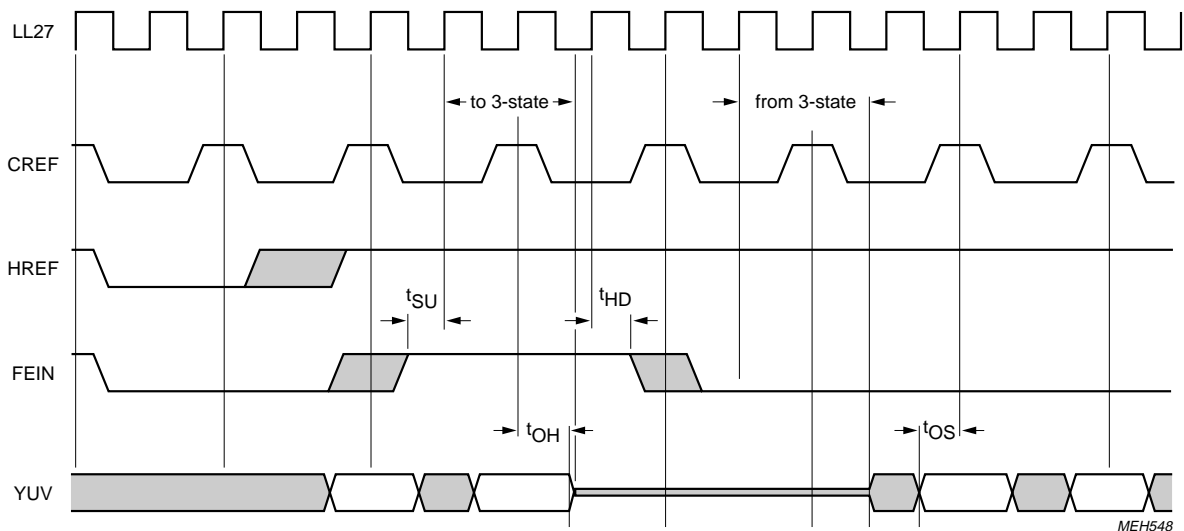 LL27
to 3-state
from 3-state
CREF
HREF
tSU
tHD
FEIN
tOH
tOS
YUV
MEH548